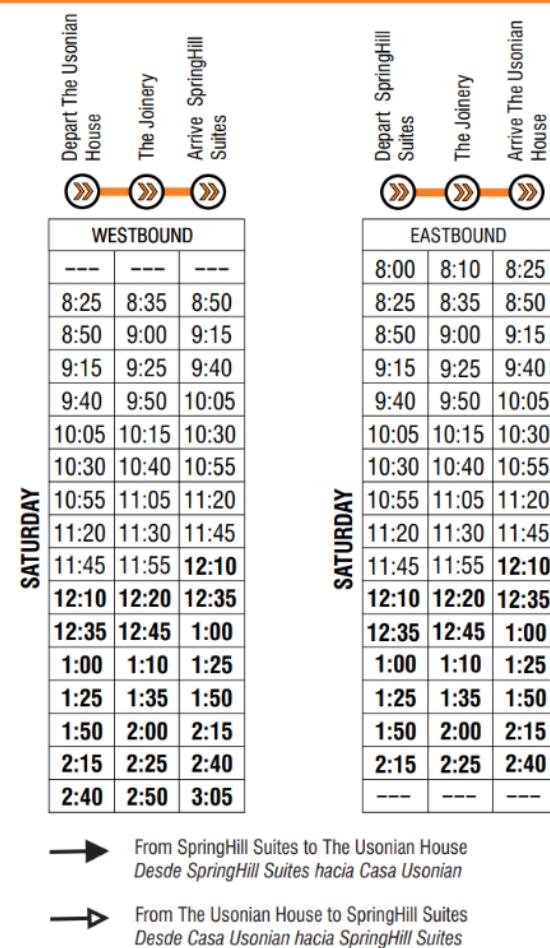 Depart The Usonian
House
The Joinery
Arrive SpringHill
Suites
WESTBOUND
SATURDAY
--- --- ---
8:25 8:35 8:50
8:50 9:00 9:15
9:15 9:25 9:40
9:40 9:50 10:05
10:05 10:15 10:30
10:30 10:40 10:55
10:55 11:05 11:20
11:20 11:30 11:45
11:45 11:55 12:10
12:10 12:20 12:35
12:35 12:45 1:00
1:00 1:10 1:25
1:25 1:35 1:50
1:50 2:00 2:15
2:15 2:25 2:40
2:40 2:50 3:05
Depart SpringHill
Suites
The Joinery
Arrive The Usonian
House
EASTBOUND
SATURDAY
8:00 8:10 8:25
8:25 8:35 8:50
8:50 9:00 9:15
9:15 9:25 9:40
9:40 9:50 10:05
10:05 10:15 10:30
10:30 10:40 10:55
10:55 11:05 11:20
11:20 11:30 11:45
11:45 11:55 12:10
12:10 12:20 12:35
12:35 12:45 1:00
1:00 1:10 1:25
1:25 1:35 1:50
1:50 2:00 2:15
2:15 2:25 2:40
--- --- ---
From SpringHill Suites to The Usonian House
Desde SpringHill Suites hacia Casa Usonian
From The Usonian House to SpringHill Suites
Desde Casa Usonian hacia SpringHill Suites